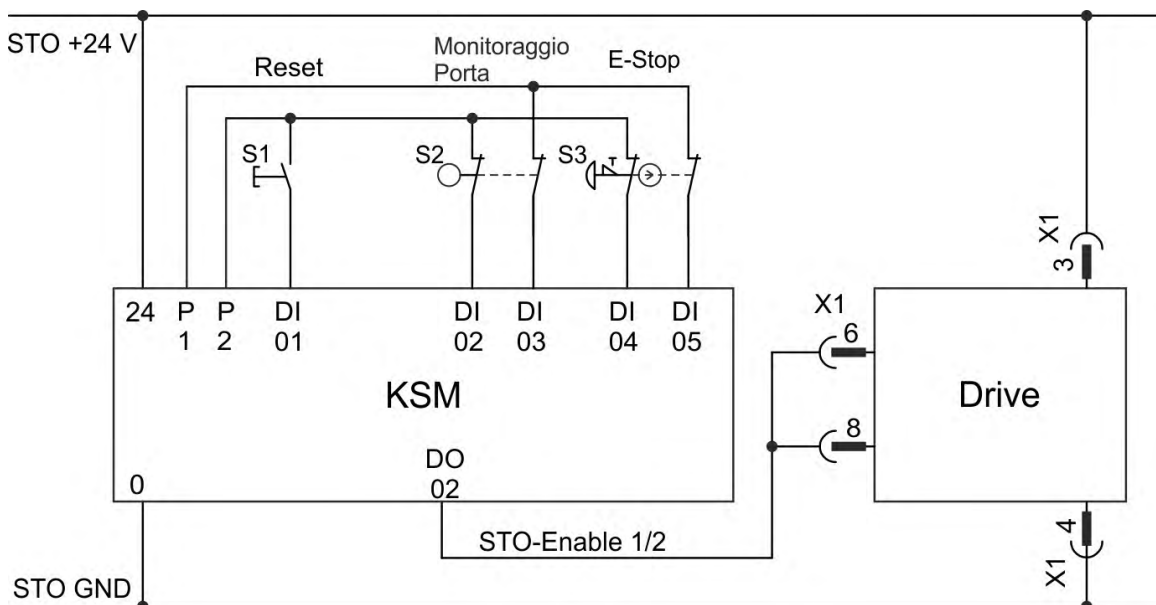 STO +24 V
Reset
Monitoraggio
Porta
E-Stop
S1
S2
S3
X1
3
24 P P DI DI DI DI DI
1 2 01 02 03 04 05
X1
6
KSM
Drive
8
DO
0 02
4
STO-Enable 1/2
X1
STO GND